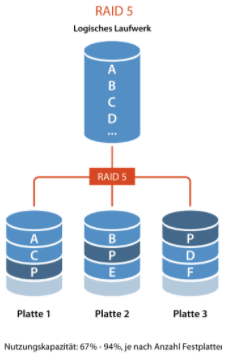 RAID 5
Logisches Laufwerk
A
B
C
D
...
RAID 5
A
C
P
B
P
E
P
D
F
Platte 1
Platte 2
Platte 3
Nutzungskapazität: 67% - 94%, je nach Anzahl Festplatten